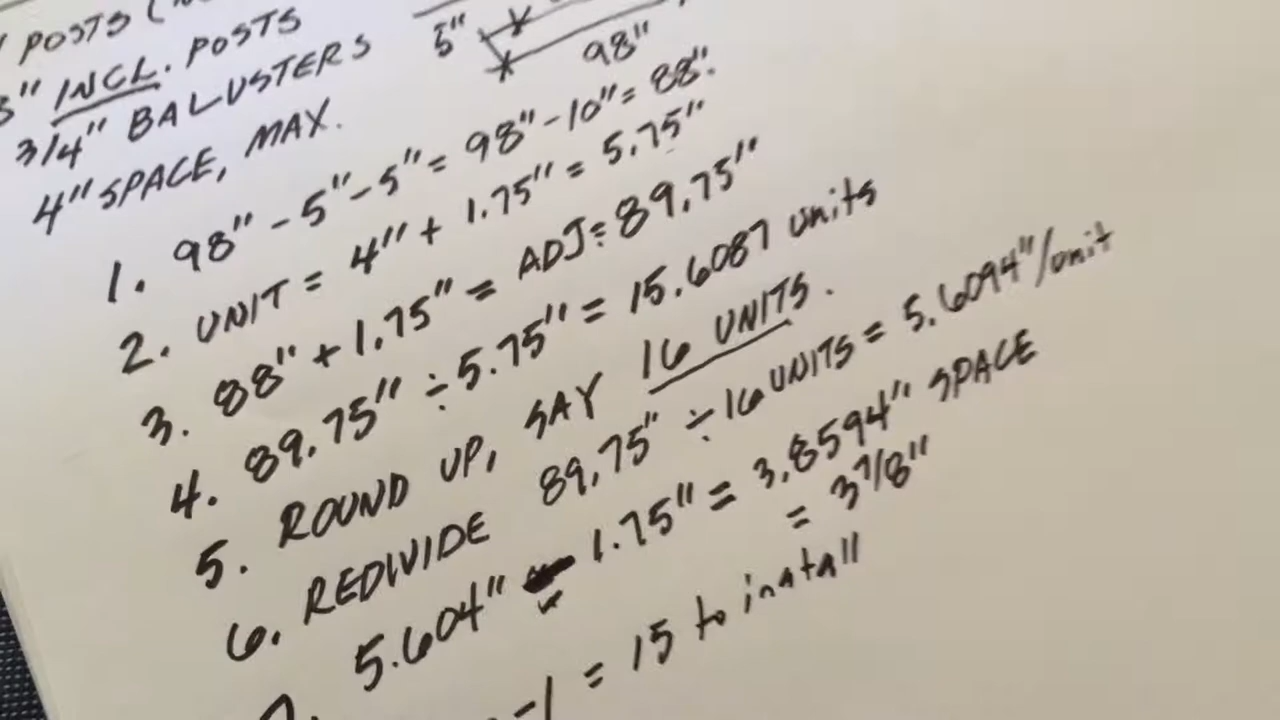 POSTS
" INCL. POSTS
3/4" BALUSTERS
4" SPACE, MAX.
5"
98"
1. 98" - 5" - 5" = 98" - 10" = 88".
2. UNIT = 4" + 1.75" = 5.75"
3. 88" + 1.75" = ADJ = 89.75"
4. 89.75" ÷ 5.75" = 15.6087 units
5. ROUND UP, SAY 16 UNITS.
6. REDIVIDE 89.75" ÷ 16 UNITS = 5.6094"/unit
5.604" - 1.75" = 3.8594" SPACE
= 3 7/8"
7.
-1 = 15 to install